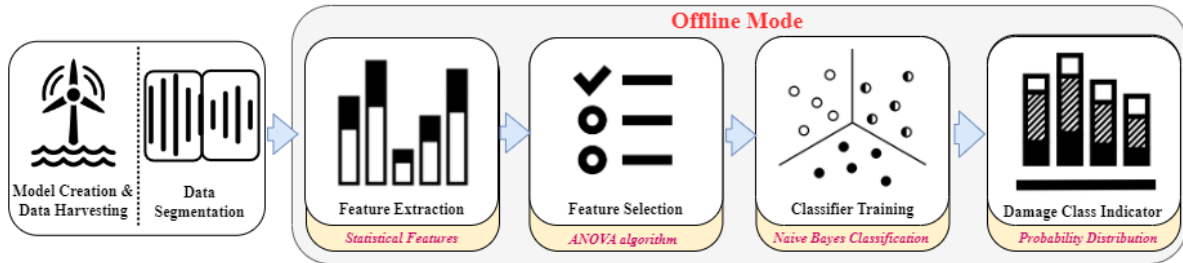 Offline Mode
Model Creation &
Data Harvesting
Data
Segmentation
Feature Extraction
Statistical Features
Feature Selection
ANOVA algorithm
Classifier Training
Naive Bayes Classification
Damage Class Indicator
Probability Distribution